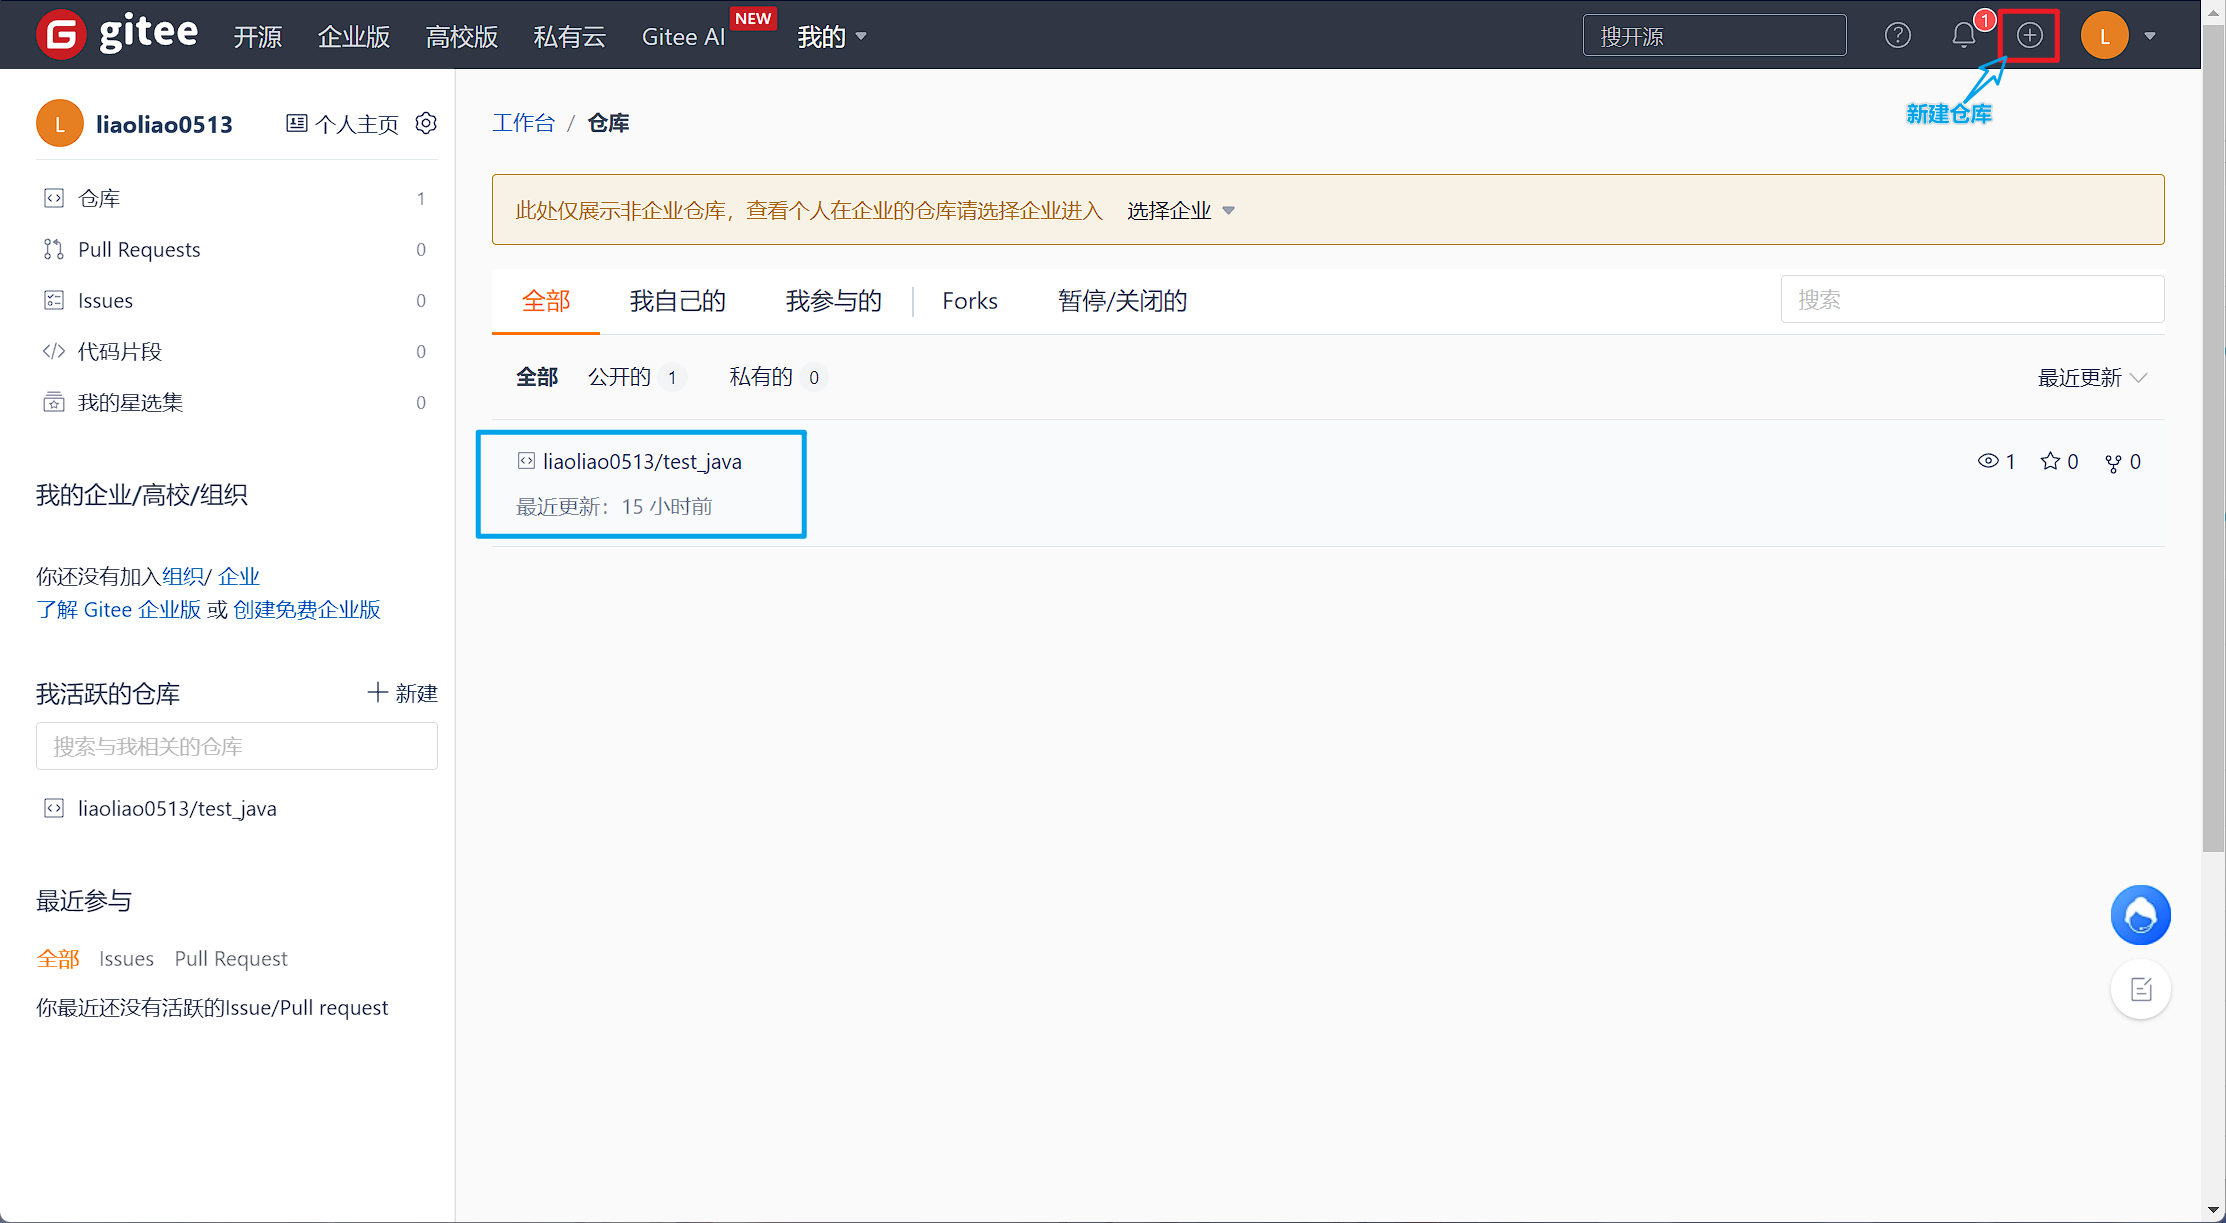 gitee 开源 企业版 高校版 私有云 Gitee AI NEW 我的 搜开源 1 L
新建仓库
L liaoliao0513 个人主页
仓库 1
Pull Requests 0
Issues 0
代码片段 0
我的星选集 0
我的企业/高校/组织
你还没有加入组织/ 企业
了解 Gitee 企业版 或 创建免费企业版
我活跃的仓库 新建
搜索与我相关的仓库
liaoliao0513/test_java
最近参与
全部 Issues Pull Request
你最近还没有活跃的Issue/Pull request
工作台 / 仓库
此处仅展示非企业仓库，查看个人在企业的仓库请选择企业进入 选择企业
全部 我自己的 我参与的 Forks 暂停/关闭的 搜索
全部 公开的 1 私有的 0 最近更新
liaoliao0513/test_java 1 0 0
最近更新：15 小时前